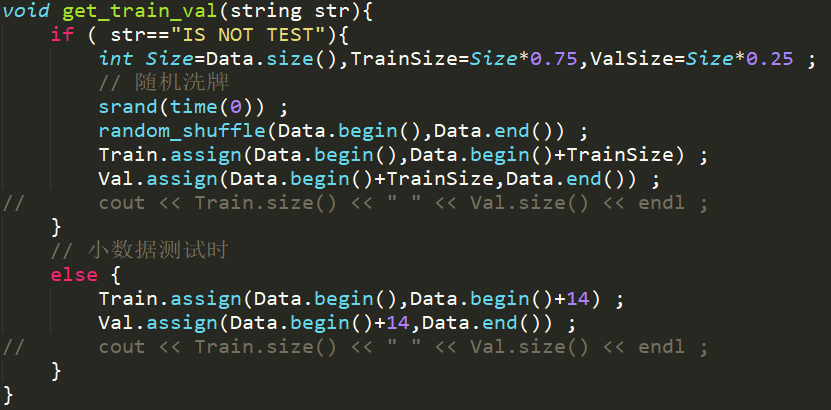 void get_train_val(string str){
    if ( str=="IS NOT TEST"){
        int Size=Data.size(),TrainSize=Size*0.75,ValSize=Size*0.25 ;
        // 随机洗牌
        srand(time(0)) ;
        random_shuffle(Data.begin(),Data.end()) ;
        Train.assign(Data.begin(),Data.begin()+TrainSize) ;
        Val.assign(Data.begin()+TrainSize,Data.end()) ;
//      cout << Train.size() << " " << Val.size() << endl ;
    }
    // 小数据测试时
    else {
        Train.assign(Data.begin(),Data.begin()+14) ;
        Val.assign(Data.begin()+14,Data.end()) ;
//      cout << Train.size() << " " << Val.size() << endl ;
    }
}